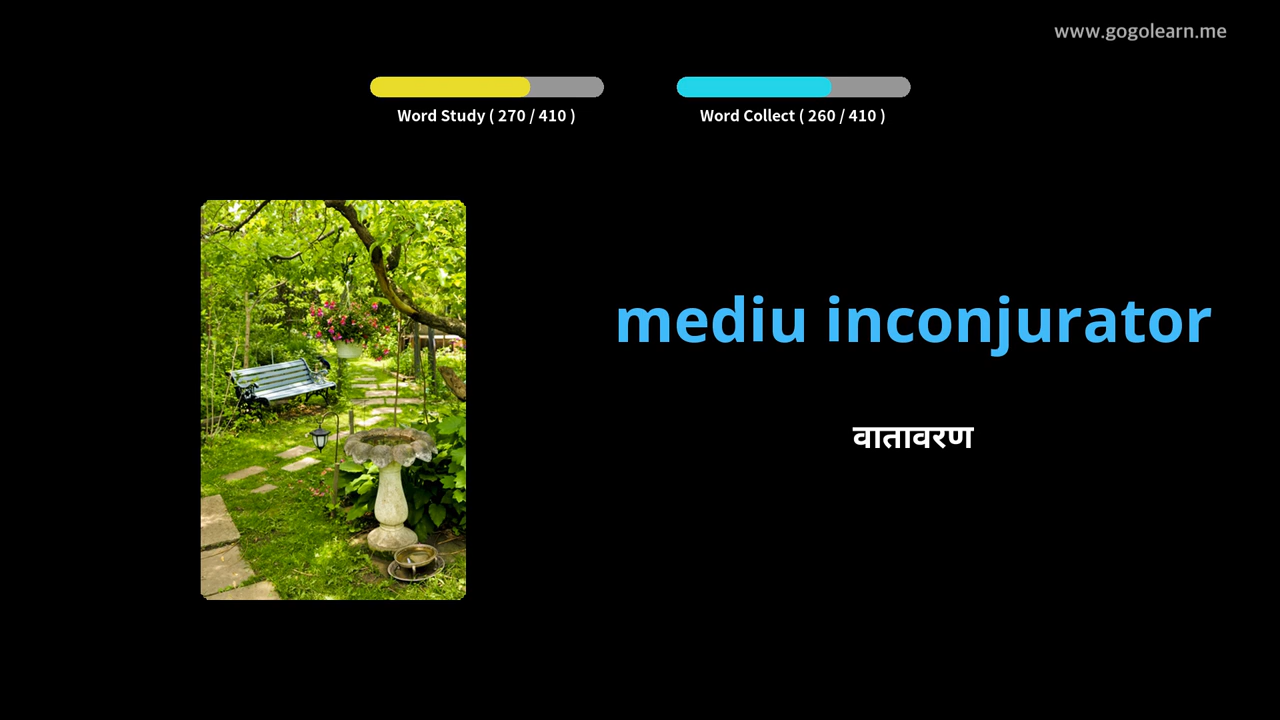 www.gogolearn.me
Word Study ( 270 / 410 )
Word Collect ( 260 / 410 )
mediu inconjurator
वातावरण